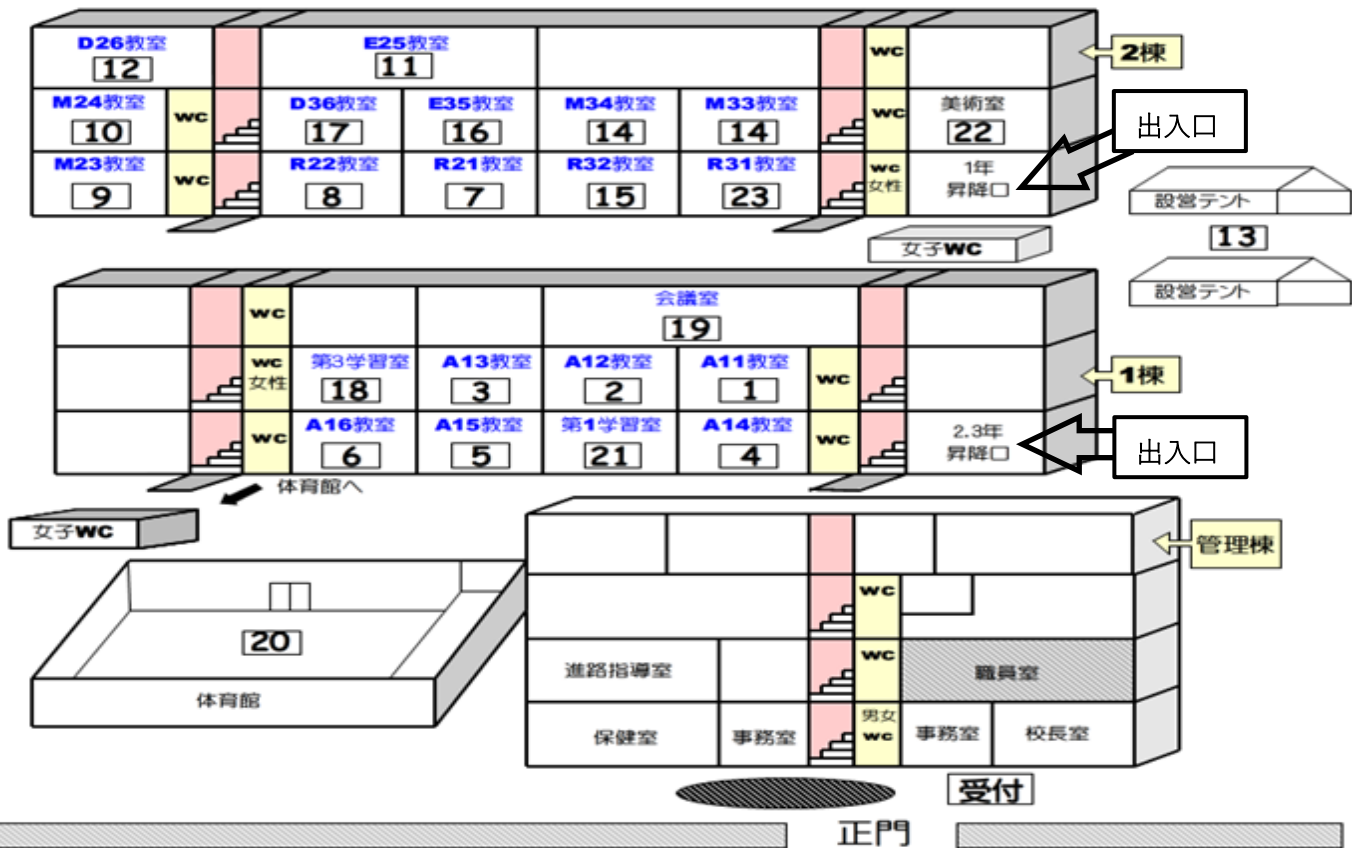 D26教室
12
E25教室
11
WC
2棟
M24教室
10
WC
D36教室
17
E35教室
16
M34教室
14
M33教室
14
WC
美術室
22
出入口
M23教室
9
WC
R22教室
8
R21教室
7
R32教室
15
R31教室
23
WC
女性
1年
昇降口
設営テント
13
設営テント
女子WC
WC
会議室
19
WC
女性
第3学習室
18
A13教室
3
A12教室
2
A11教室
1
WC
1棟
WC
A16教室
6
A15教室
5
第1学習室
21
A14教室
4
WC
2.3年
昇降口
出入口
体育館へ
女子WC
管理棟
WC
20
体育館
進路指導室
WC
職員室
保健室
事務室
男女
WC
事務室
校長室
受付
正門